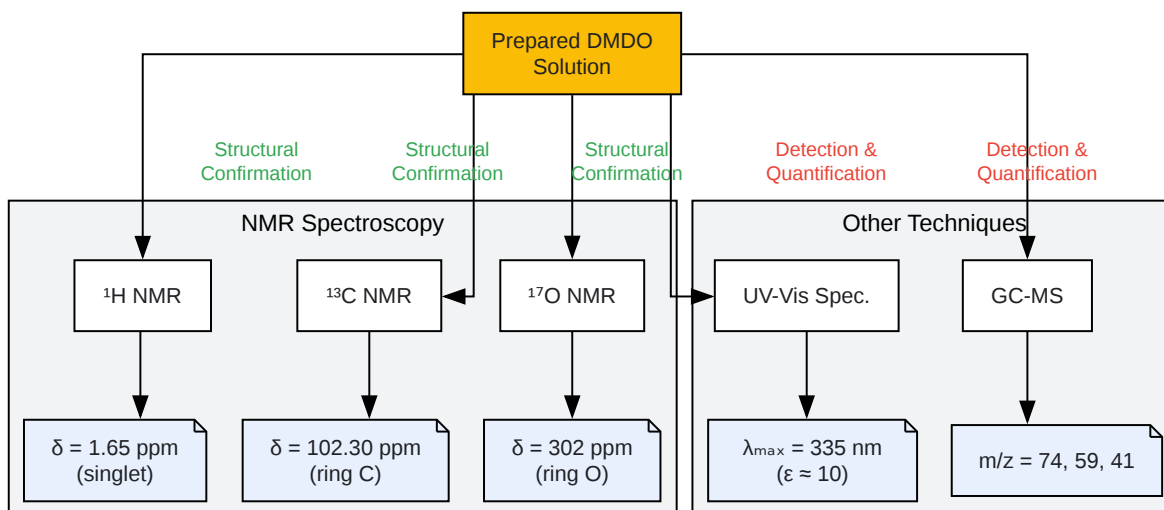 Prepared DMDO
Solution
Structural
Confirmation
Structural
Confirmation
Structural
Confirmation
Detection &
Quantification
Detection &
Quantification
NMR Spectroscopy
Other Techniques
¹H NMR
¹³C NMR
¹⁷O NMR
UV-Vis Spec.
GC-MS
δ = 1.65 ppm
(singlet)
δ = 102.30 ppm
(ring C)
δ = 302 ppm
(ring O)
λₘₐₓ = 335 nm
(ε ≈ 10)
m/z = 74, 59, 41